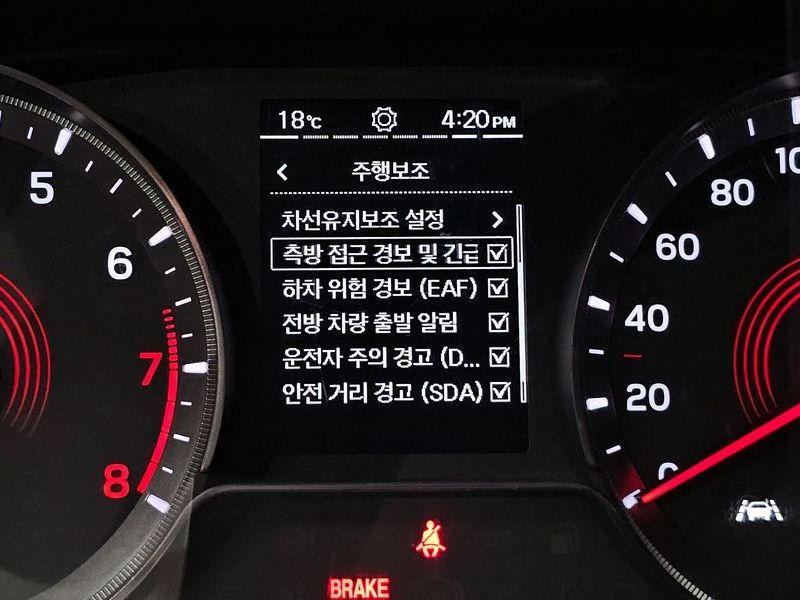 18℃ 4:20PM
주행보조
차선유지보조 설정
측방 접근 경보 및 긴급
하차 위험 경보 (EAF)
전방 차량 출발 알림
운전자 주의 경고 (D...
안전 거리 경고 (SDA)
5
6
7
8
10
80
60
40
20
0
BRAKE